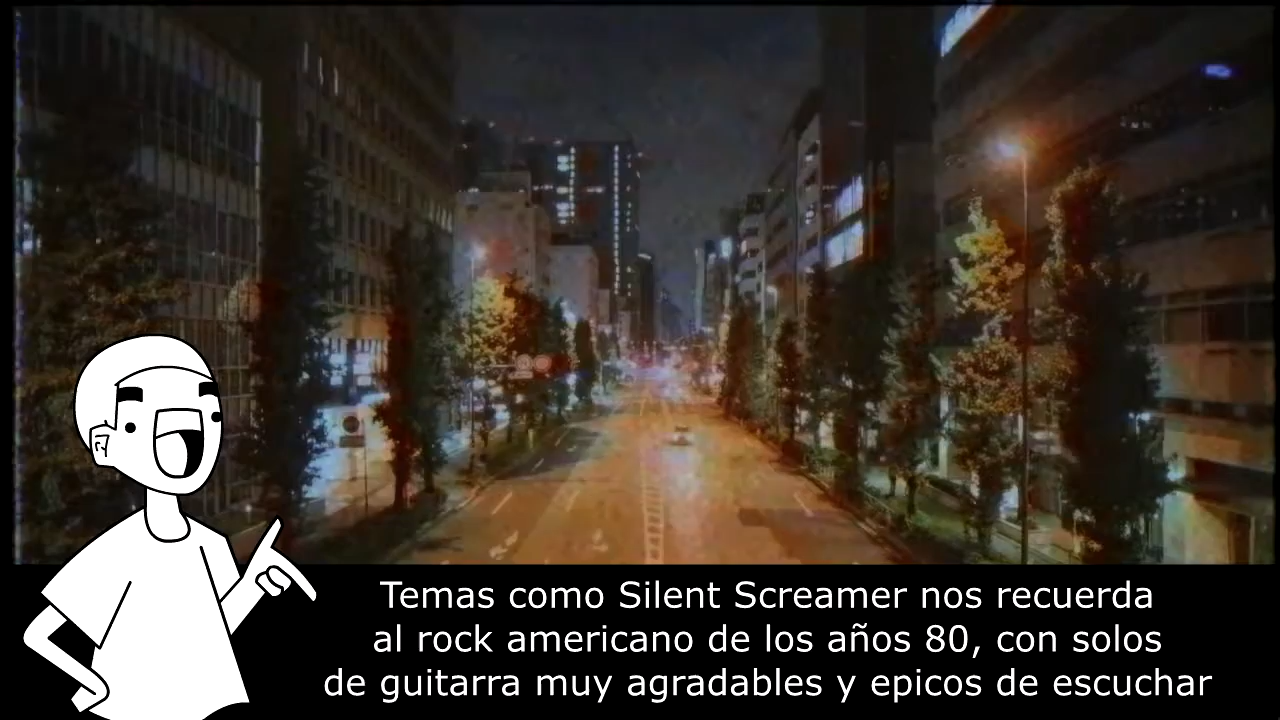 Temas como Silent Screamer nos recuerda
al rock americano de los años 80, con solos
de guitarra muy agradables y epicos de escuchar